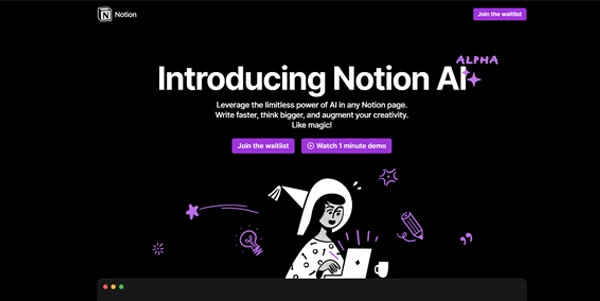 Notion
Join the waitlist
ALPHA
Introducing Notion AI
Leverage the limitless power of AI in any Notion page.
Write faster, think bigger, and augment your creativity.
Like magic!
Join the waitlist
Watch 1 minute demo